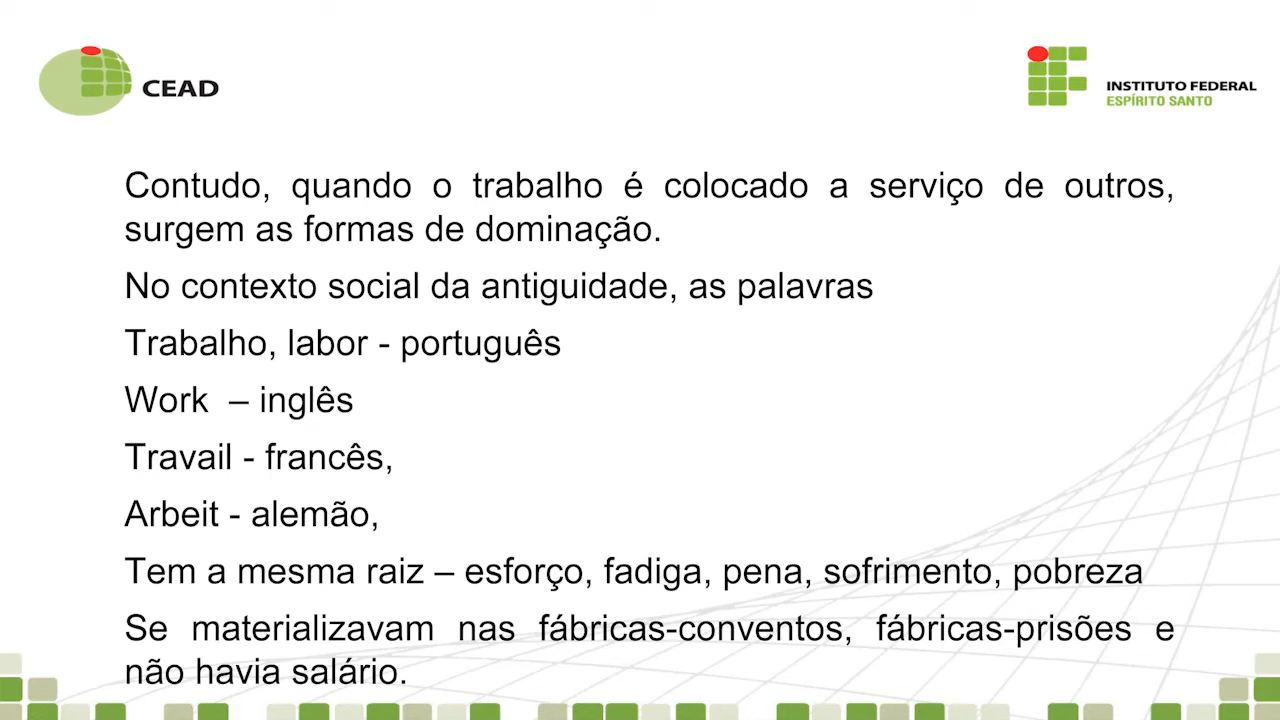 CEAD
INSTITUTO FEDERAL
ESPÍRITO SANTO
Contudo, quando o trabalho é colocado a serviço de outros,
surgem as formas de dominação.
No contexto social da antiguidade, as palavras
Trabalho, labor - português
Work – inglês
Travail - francês,
Arbeit - alemão,
Tem a mesma raiz – esforço, fadiga, pena, sofrimento, pobreza
Se materializavam nas fábricas-conventos, fábricas-prisões e
não havia salário.